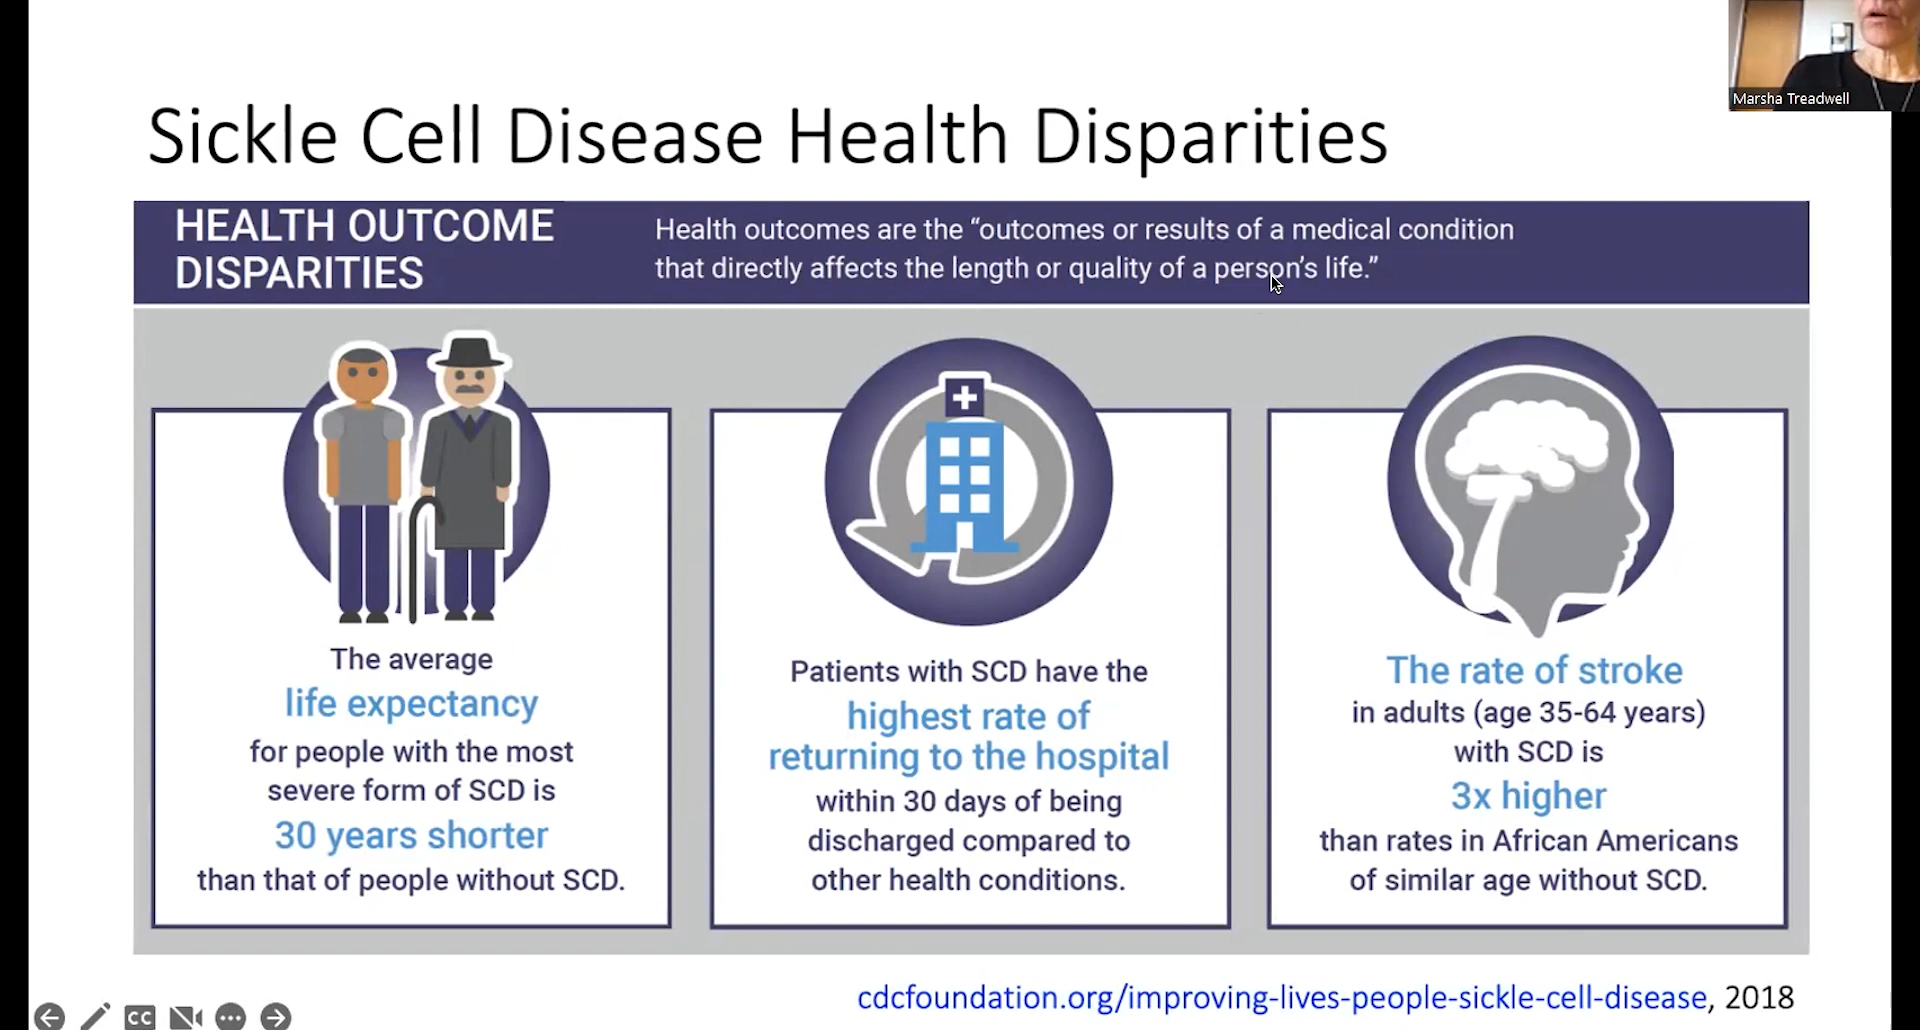 Marsha Treadwell
Sickle Cell Disease Health Disparities
HEALTH OUTCOME
DISPARITIES
Health outcomes are the “outcomes or results of a medical condition
that directly affects the length or quality of a person’s life.”
The average
life expectancy
for people with the most
severe form of SCD is
30 years shorter
than that of people without SCD.
Patients with SCD have the
highest rate of
returning to the hospital
within 30 days of being
discharged compared to
other health conditions.
The rate of stroke
in adults (age 35-64 years)
with SCD is
3x higher
than rates in African Americans
of similar age without SCD.
cdcfoundation.org/improving-lives-people-sickle-cell-disease, 2018
CC